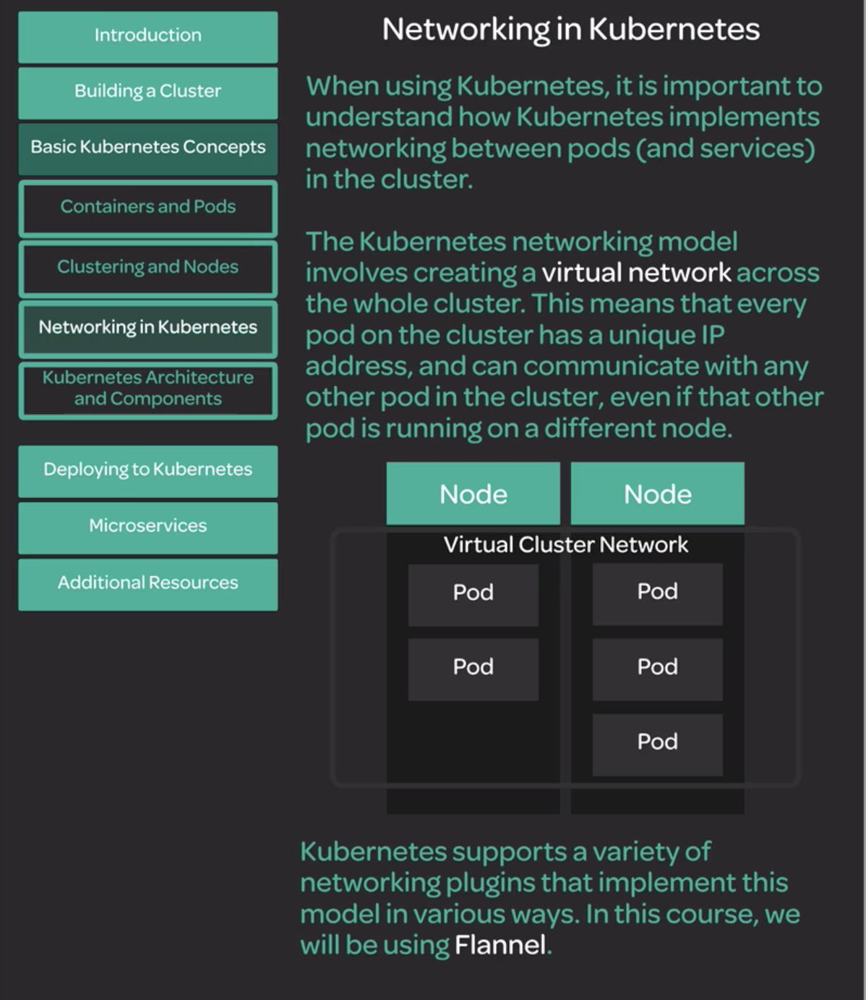 Introduction
Building a Cluster
Basic Kubernetes Concepts
Containers and Pods
Clustering and Nodes
Networking in Kubernetes
Kubernetes Architecture
and Components
Deploying to Kubernetes
Microservices
Additional Resources
Networking in Kubernetes
When using Kubernetes, it is important to
understand how Kubernetes implements
networking between pods (and services)
in the cluster.
The Kubernetes networking model
involves creating a virtual network across
the whole cluster. This means that every
pod on the cluster has a unique IP
address, and can communicate with any
other pod in the cluster, even if that other
pod is running on a different node.
Node
Node
Virtual Cluster Network
Pod
Pod
Pod
Pod
Pod
Kubernetes supports a variety of
networking plugins that implement this
model in various ways. In this course, we
will be using Flannel.